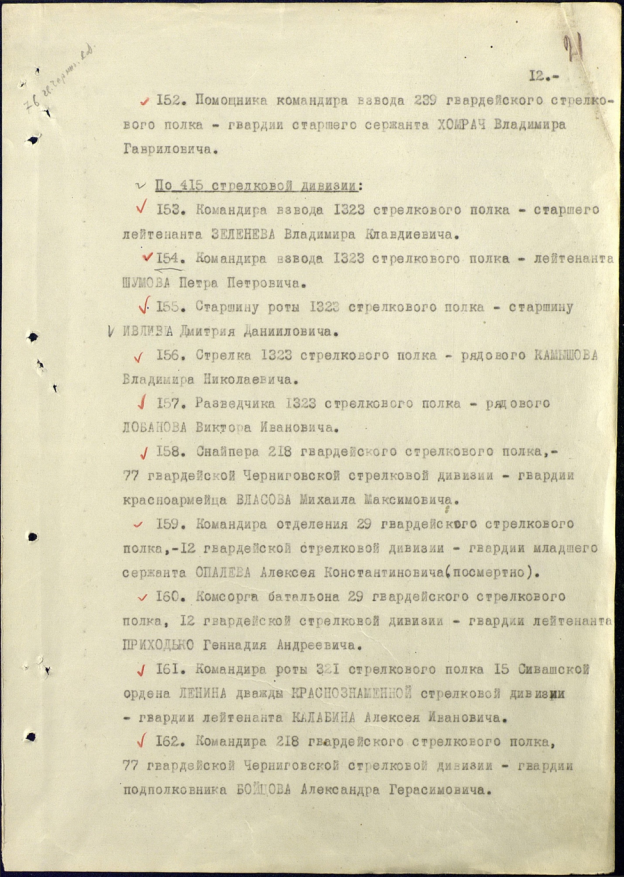 21
12.-
152. Помощника командира взвода 239 гвардейского стрелко-
вого полка - гвардии старшего сержанта ХОМРАЧ Владимира
Гавриловича.
По 415 стрелковой дивизии:
153. Командира взвода 1323 стрелкового полка - старшего
лейтенанта ЗЕЛЕНЕВА Владимира Клавдиевича.
154. Командира взвода 1323 стрелкового полка - лейтенанта
ШУМОВА Петра Петровича.
155. Старшину роты 1323 стрелкового полка - старшину
ИВЛИЕВА Дмитрия Данииловича.
156. Стрелка 1323 стрелкового полка - рядового КАМЫШОВА
Владимира Николаевича.
157. Разведчика 1323 стрелкового полка - рядового
ЛОБАНОВА Виктора Ивановича.
158. Снайпера 218 гвардейского стрелкового полка,-
77 гвардейской Черниговской стрелковой дивизии - гвардии
красноармейца ВЛАСОВА Михаила Максимовича.
159. Командира отделения 29 гвардейского стрелкового
полка,-12 гвардейской стрелковой дивизии - гвардии младшего
сержанта ОПАЛЕВА Алексея Константиновича(посмертно).
160. Комсорга батальона 29 гвардейского стрелкового
полка, 12 гвардейской стрелковой дивизии - гвардии лейтенанта
ПРИХОДЬКО Геннадия Андреевича.
161. Командира роты 321 стрелкового полка 15 Сивашской
ордена ЛЕНИНА дважды КРАСНОЗНАМЕННОЙ стрелковой дивизии
- гвардии лейтенанта КАЛАБИНА Алексея Ивановича.
162. Командира 218 гвардейского стрелкового полка,
77 гвардейской Черниговской стрелковой дивизии - гвардии
подполковника БОЙЦОВА Александра Герасимовича.